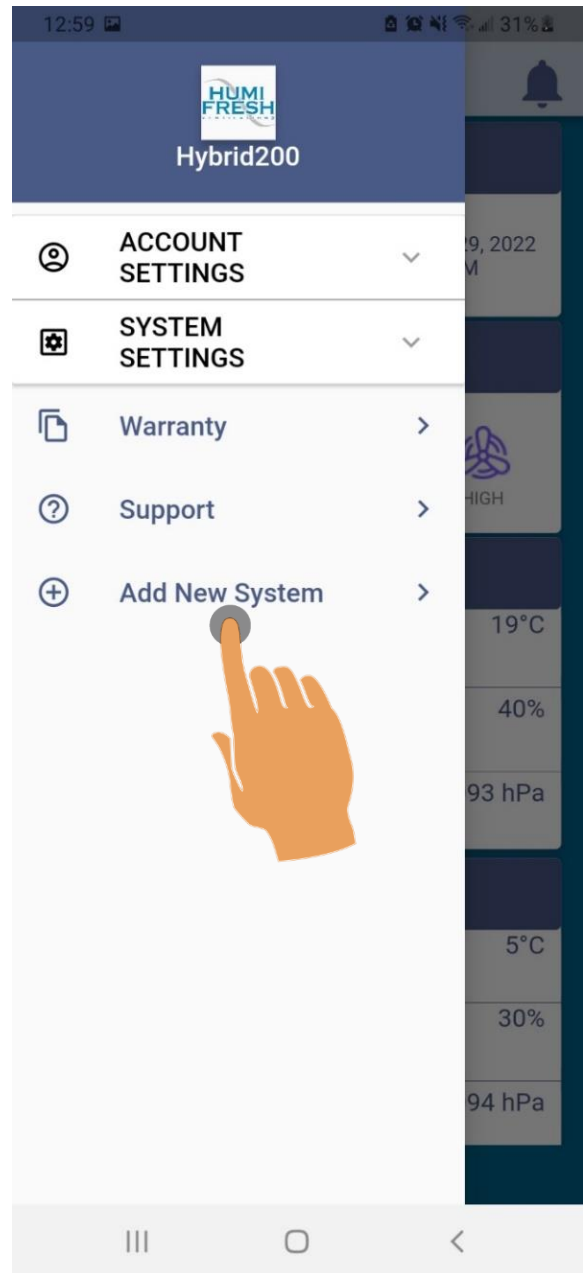 12:59
31%
HUMI
FRESH
Hybrid200
ACCOUNT
SETTINGS
29, 2022
M
SYSTEM
SETTINGS
Warranty
HIGH
Support
Add New System
19°C
40%
93 hPa
5°C
30%
94 hPa